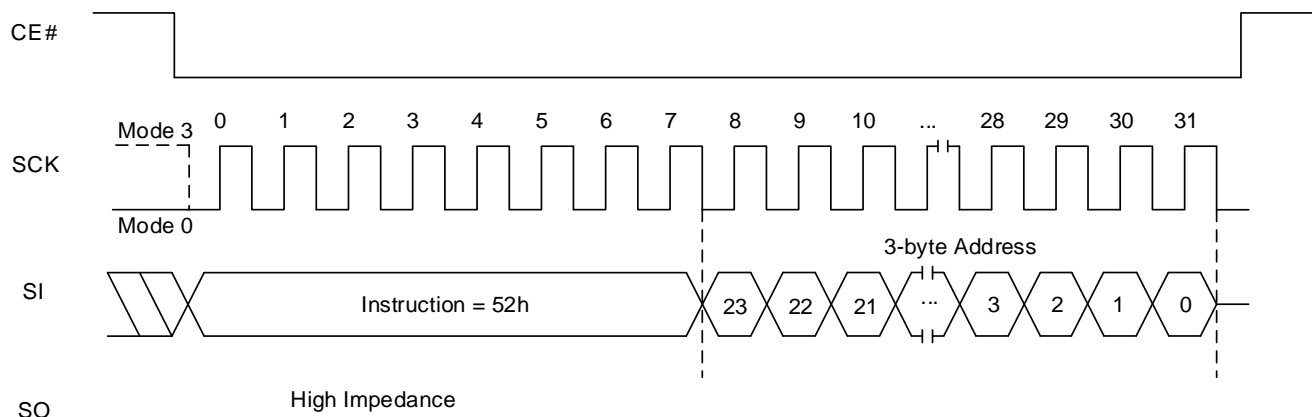 CE#
0 1 2 3 4 5 6 7 8 9 10 ... 28 29 30 31
Mode 3
SCK
Mode 0
3-byte Address
SI
Instruction = 52h 23 22 21 ... 3 2 1 0
High Impedance
SO